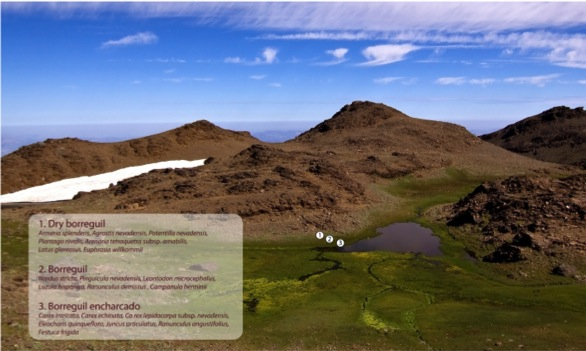 1 2 3
1. Dry borreguil
Armeria splendens, Agrostis nevadensis, Potentilla nevadensis,
Plantago nivalis, Arenaria tetraquetra subsp. amabilis,
Lotus glareosus, Euphrasia willkommii
2. Borreguil
Nardus stricta, Pinguicula nevadensis, Leontodon microcephalus,
Luzula hispanica, Ranunculus demissus, Campanula herminii
3. Borreguil encharcado
Carex intricata, Carex echinata, Carex lepidocarpa subsp. nevadensis,
Eleocharis quinqueflora, Juncus articulatus, Ranunculus angustifolius,
Festuca frigida